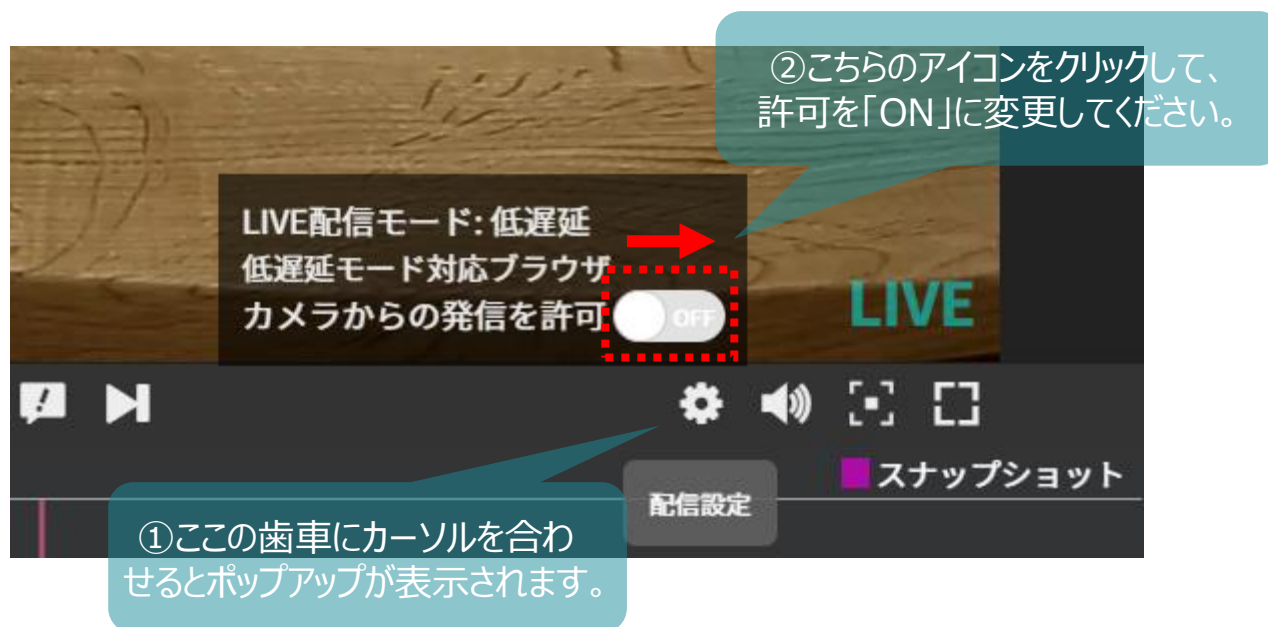 ②こちらのアイコンをクリックして、
許可を「ON」に変更してください。
LIVE配信モード: 低遅延
低遅延モード対応ブラウザ
カメラからの発信を許可 OFF
LIVE
スナップショット
配信設定
①ここの歯車にカーソルを合わ
せるとポップアップが表示されます。